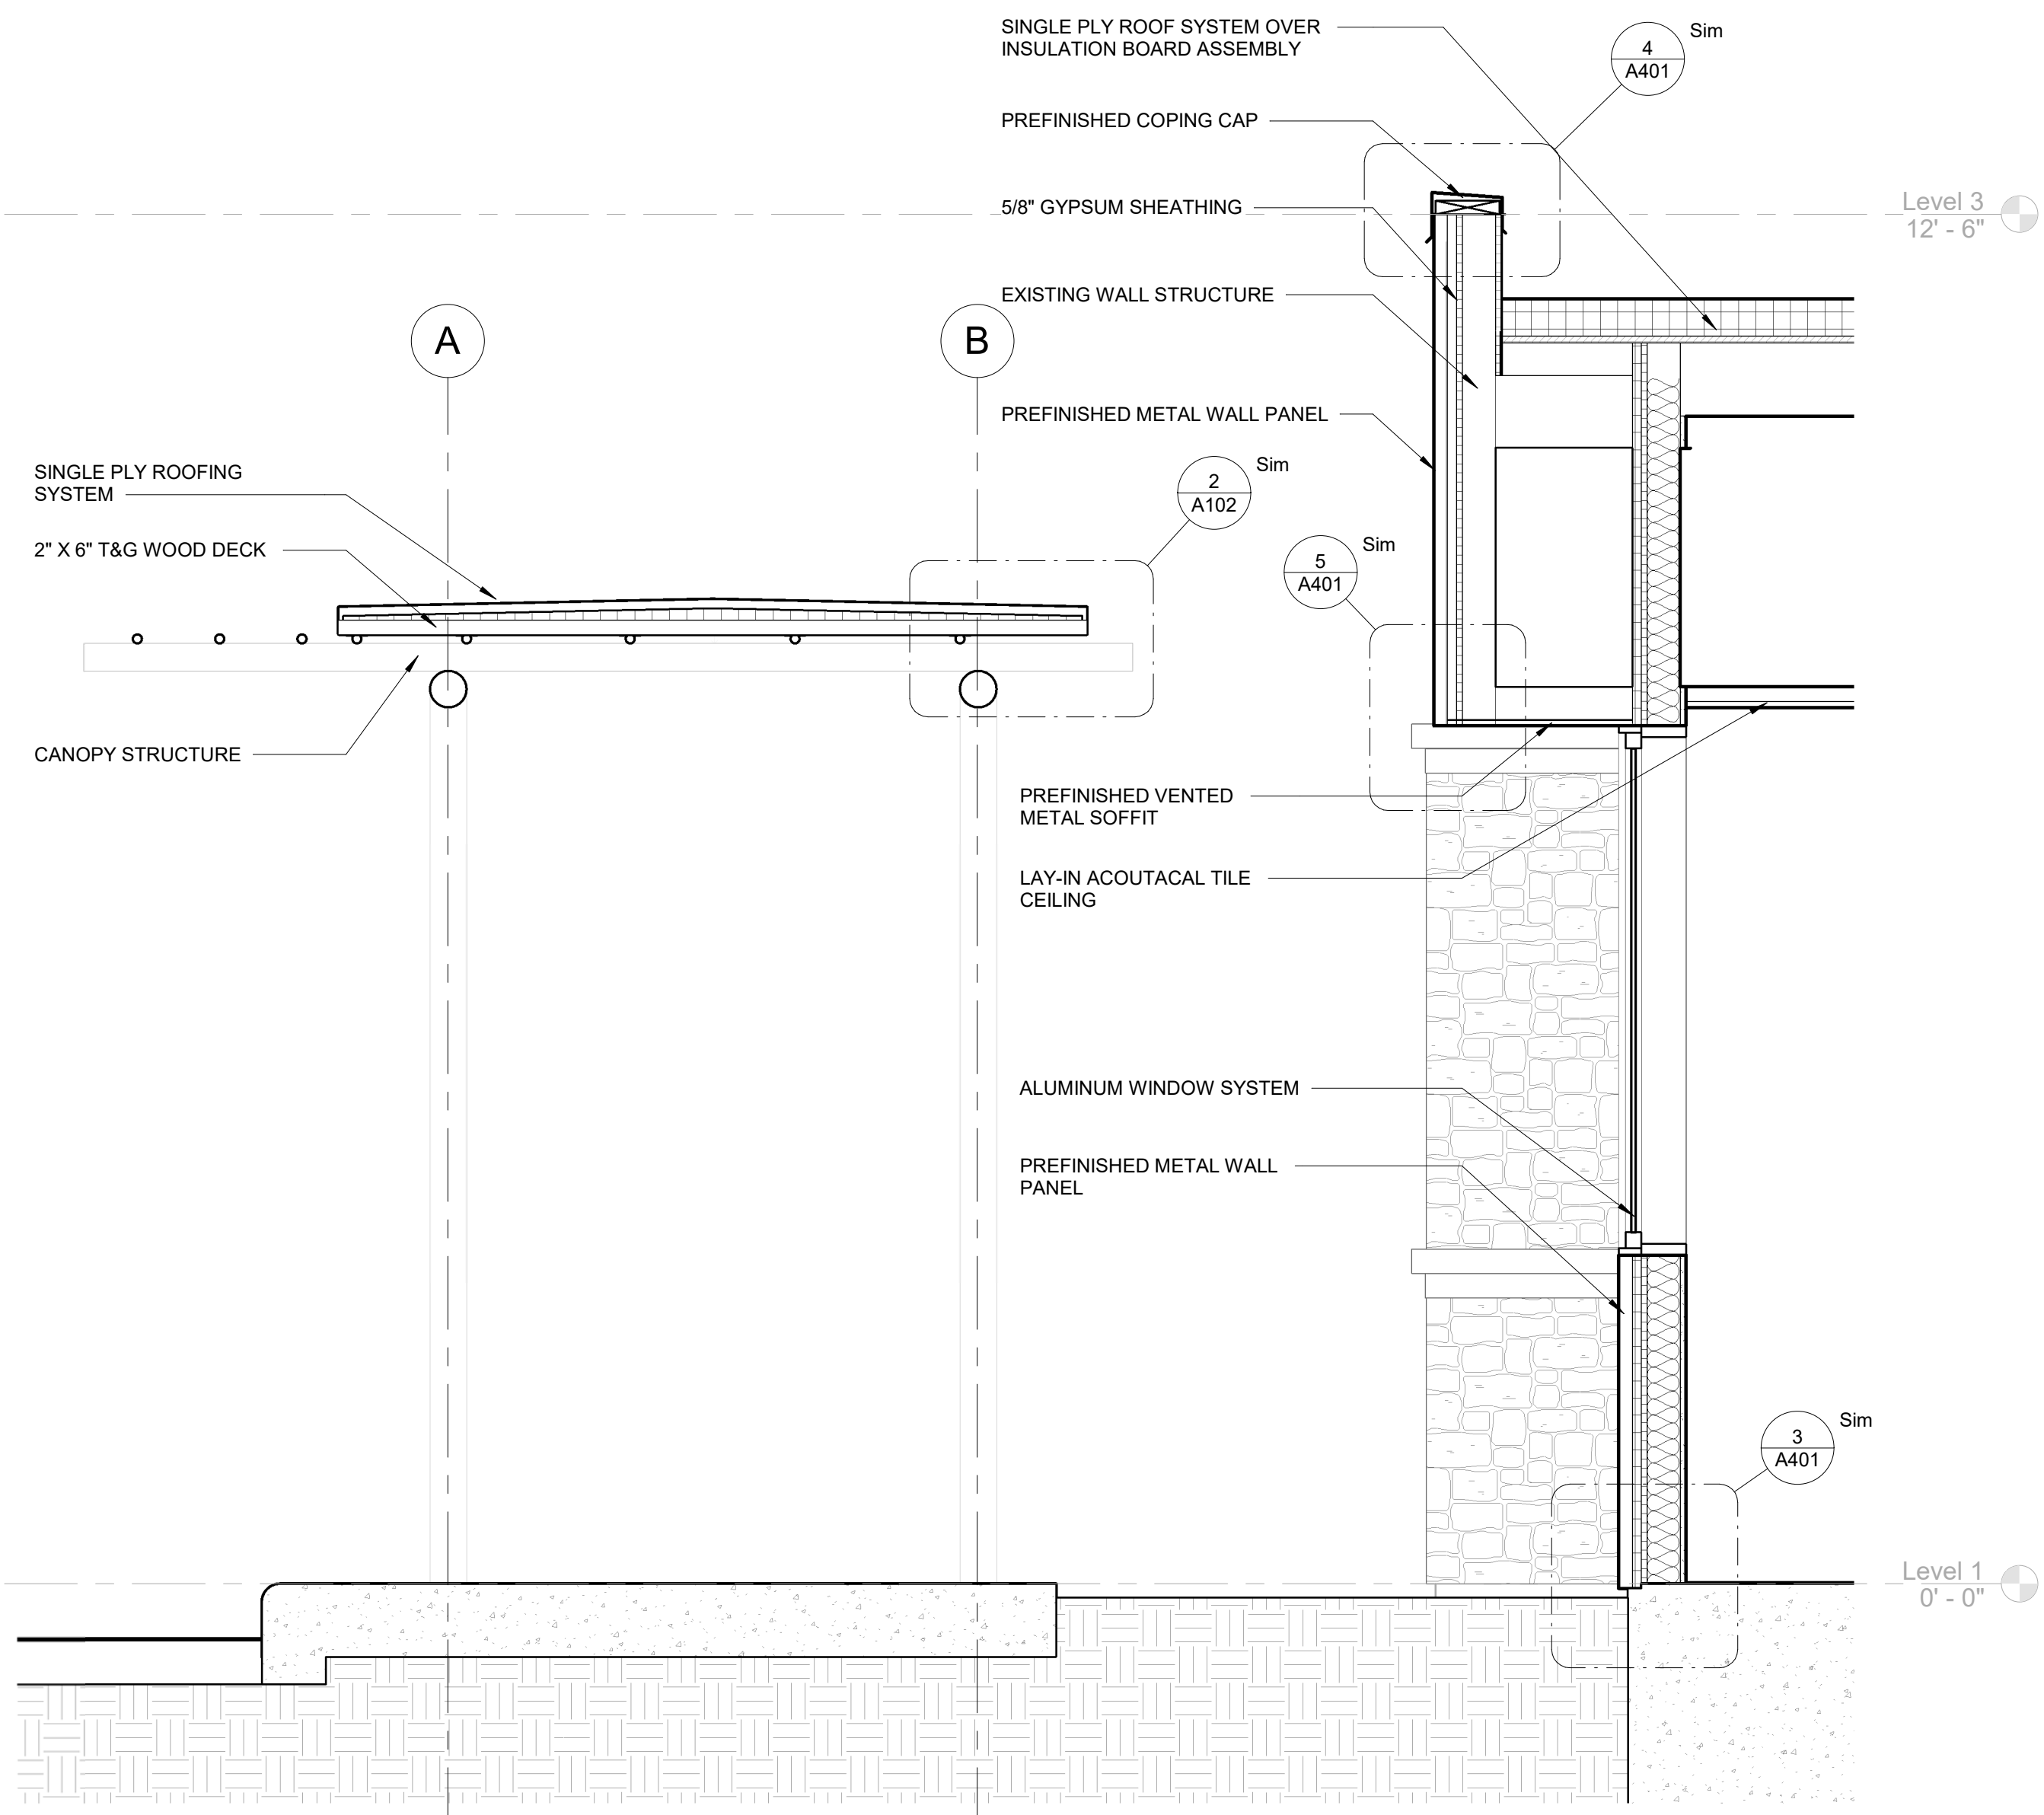 SINGLE PLY ROOF SYSTEM OVER
INSULATION BOARD ASSEMBLY
4
A401
Sim
PREFINISHED COPING CAP
5/8" GYPSUM SHEATHING
Level 3
12' - 6"
EXISTING WALL STRUCTURE
A
B
PREFINISHED METAL WALL PANEL
SINGLE PLY ROOFING
SYSTEM
2
A102
Sim
2" X 6" T&G WOOD DECK
5
A401
Sim
CANOPY STRUCTURE
PREFINISHED VENTED
METAL SOFFIT
LAY-IN ACOUTACAL TILE
CEILING
ALUMINUM WINDOW SYSTEM
PREFINISHED METAL WALL
PANEL
3
A401
Sim
Level 1
0' - 0"